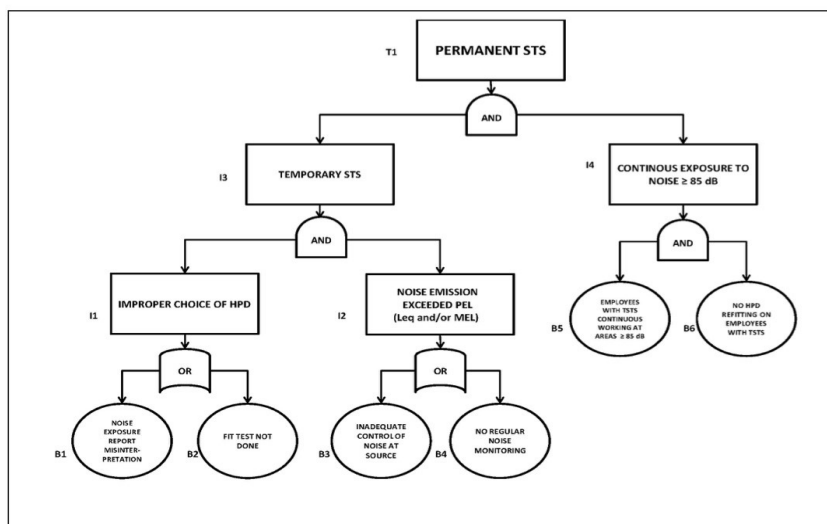 T1
PERMANENT STS
AND
I3
TEMPORARY STS
I4
CONTINOUS EXPOSURE TO
NOISE ≥ 85 dB
AND
AND
I1
IMPROPER CHOICE OF HPD
I2
NOISE EMISSION
EXCEEDED PEL
(Leq and/or MEL)
B5
EMPLOYEES
WITH TSTS
CONTINUOUS
WORKING AT
AREAS ≥ 85 dB
B6
NO HPD
REFITTING ON
EMPLOYEES
WITH TSTS
OR
OR
B1
NOISE
EXPOSURE
REPORT
MISINTER-
PRETATION
B2
FIT TEST NOT
DONE
B3
INADEQUATE
CONTROL OF
NOISE AT
SOURCE
B4
NO REGULAR
NOISE
MONITORING